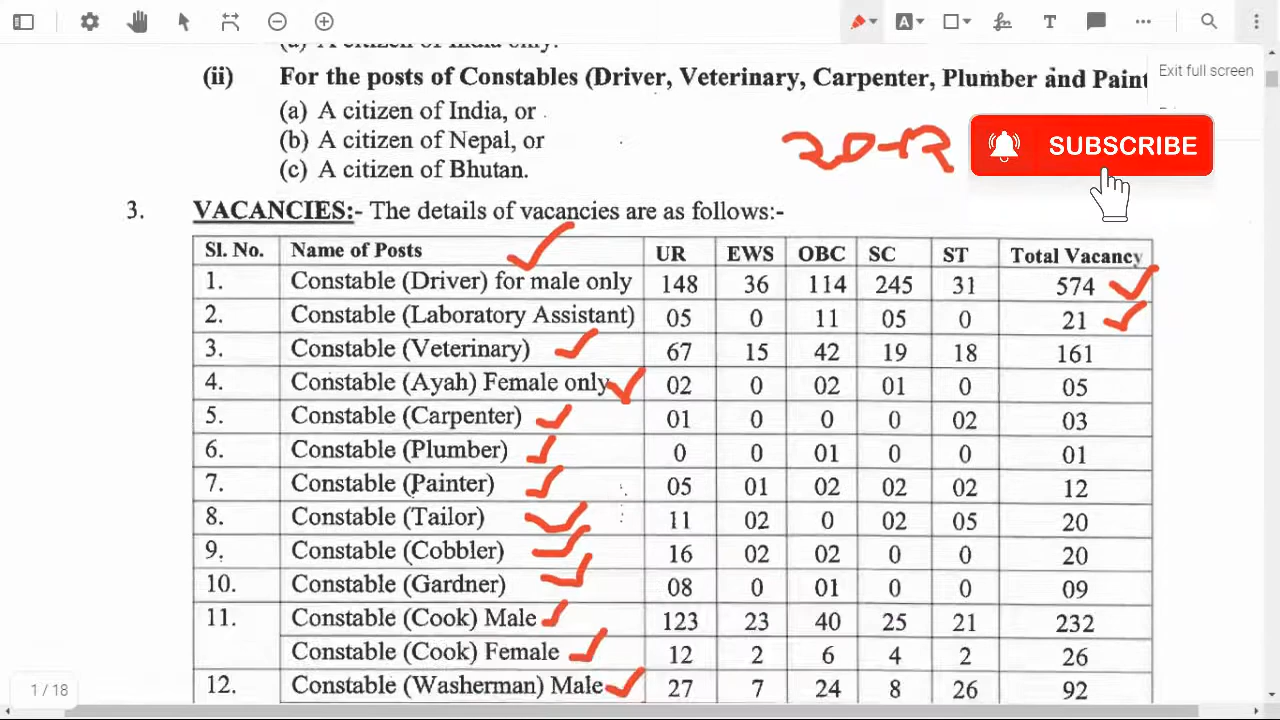 (ii) For the posts of Constables (Driver, Veterinary, Carpenter, Plumber and Paint
Exit full screen
(a) A citizen of India, or
(b) A citizen of Nepal, or
(c) A citizen of Bhutan.
SUBSCRIBE
3. VACANCIES:- The details of vacancies are as follows:-
Sl. No. Name of Posts UR EWS OBC SC ST Total Vacancy
1. Constable (Driver) for male only 148 36 114 245 31 574
2. Constable (Laboratory Assistant) 05 0 11 05 0 21
3. Constable (Veterinary) 67 15 42 19 18 161
4. Constable (Ayah) Female only 02 0 02 01 0 05
5. Constable (Carpenter) 01 0 0 0 02 03
6. Constable (Plumber) 0 0 01 0 0 01
7. Constable (Painter) 05 01 02 02 02 12
8. Constable (Tailor) 11 02 0 02 05 20
9. Constable (Cobbler) 16 02 02 0 0 20
10. Constable (Gardner) 08 0 01 0 0 09
11. Constable (Cook) Male 123 23 40 25 21 232
Constable (Cook) Female 12 2 6 4 2 26
12. Constable (Washerman) Male 27 7 24 8 26 92
1 / 18